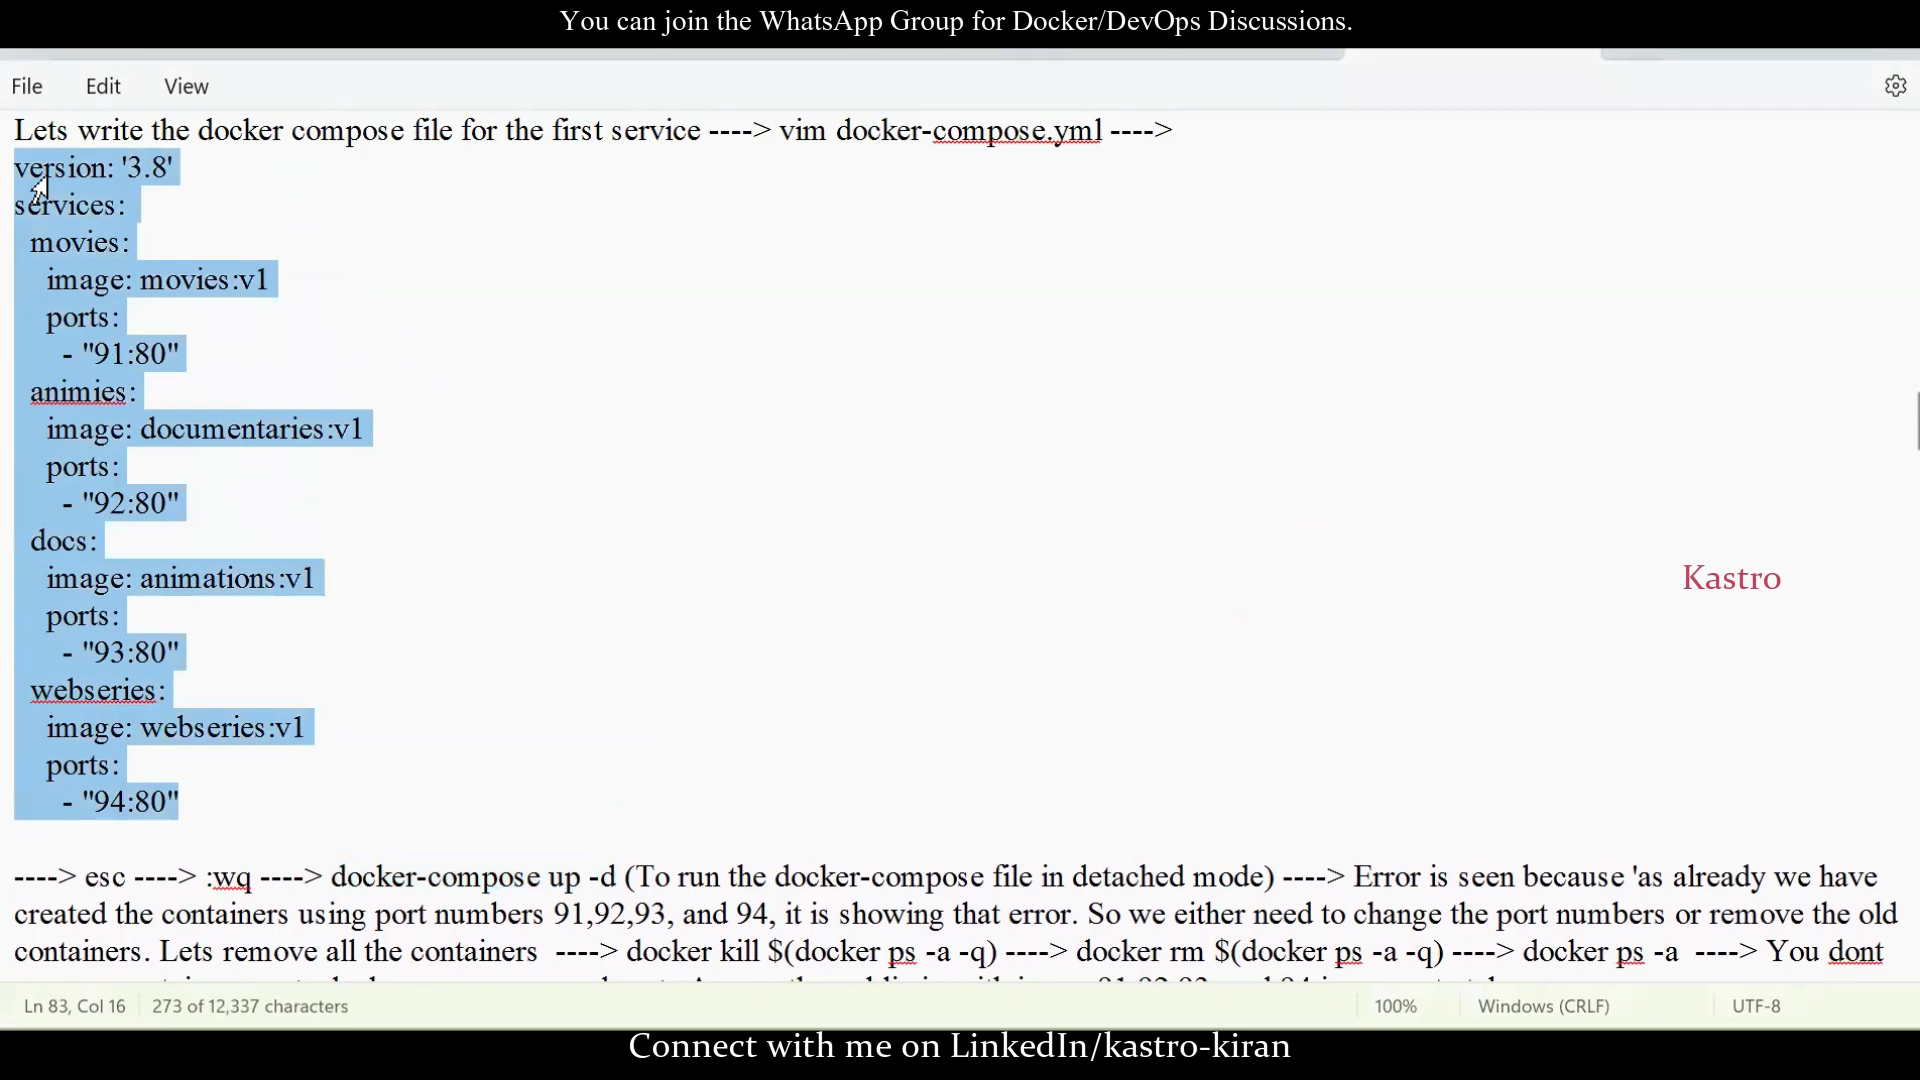 You can join the WhatsApp Group for Docker/DevOps Discussions.
File Edit View
Lets write the docker compose file for the first service ----> vim docker-compose.yml ---->
version: '3.8'
services:
  movies:
    image: movies:v1
    ports:
      - "91:80"
  animies:
    image: documentaries:v1
    ports:
      - "92:80"
  docs:
    image: animations:v1
    ports:
      - "93:80"
  webseries:
    image: webseries:v1
    ports:
      - "94:80"
Kastro
----> esc ----> :wq ----> docker-compose up -d (To run the docker-compose file in detached mode) ----> Error is seen because 'as already we have
created the containers using port numbers 91,92,93, and 94, it is showing that error. So we either need to change the port numbers or remove the old
containers. Lets remove all the containers  ----> docker kill $(docker ps -a -q) ----> docker rm $(docker ps -a -q) ----> docker ps -a  ----> You dont
Ln 83, Col 16 273 of 12,337 characters 100% Windows (CRLF) UTF-8
Connect with me on LinkedIn/kastro-kiran